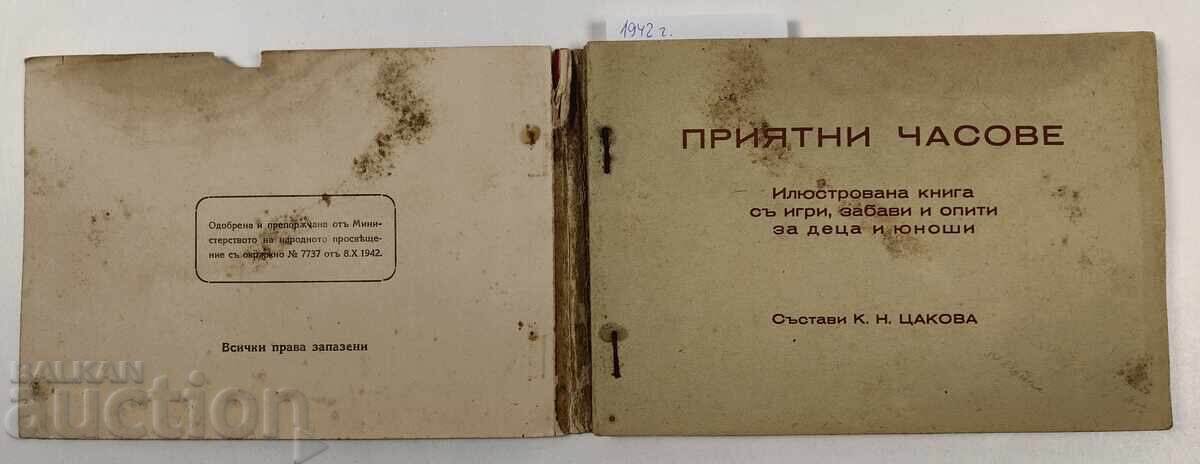 1942 г.
Одобрена и препоръчана отъ Мини-
стерството на народното просвѣще-
ние съ окръжно № 7737 отъ 8.X 1942.
Всички права запазени
BALKAN
auction
ПРИЯТНИ ЧАСОВЕ
Илюстрована книга
съ игри, забави и опити
за деца и юноши
Състави К. Н. ЦАКОВА